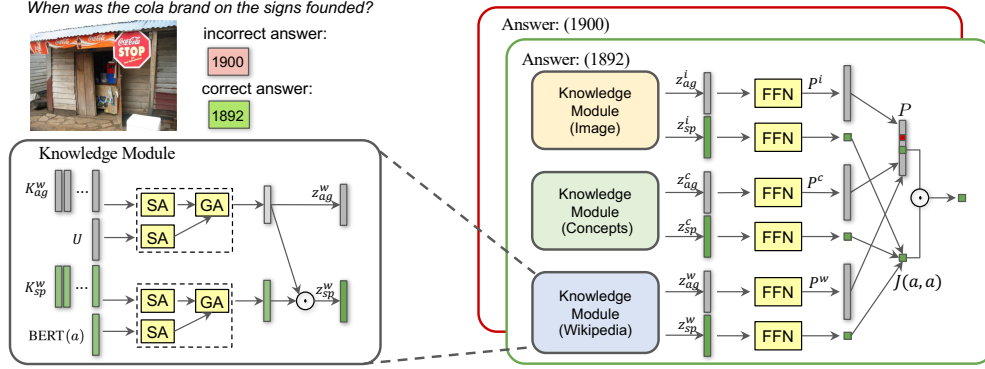 When was the cola brand on the signs founded?
Coca-Cola
STOP
incorrect answer:
1900
correct answer:
1892
Knowledge Module
K^w_ag
...
SA
GA
z^w_ag
U
SA
K^w_sp
...
SA
GA
z^w_sp
BERT(a)
SA
Answer: (1900)
Answer: (1892)
Knowledge
Module
(Image)
z^i_ag
FFN
P^i
z^i_sp
FFN
P
Knowledge
Module
(Concepts)
z^c_ag
FFN
P^c
z^c_sp
FFN
J(a, a)
Knowledge
Module
(Wikipedia)
z^w_ag
FFN
P^w
z^w_sp
FFN